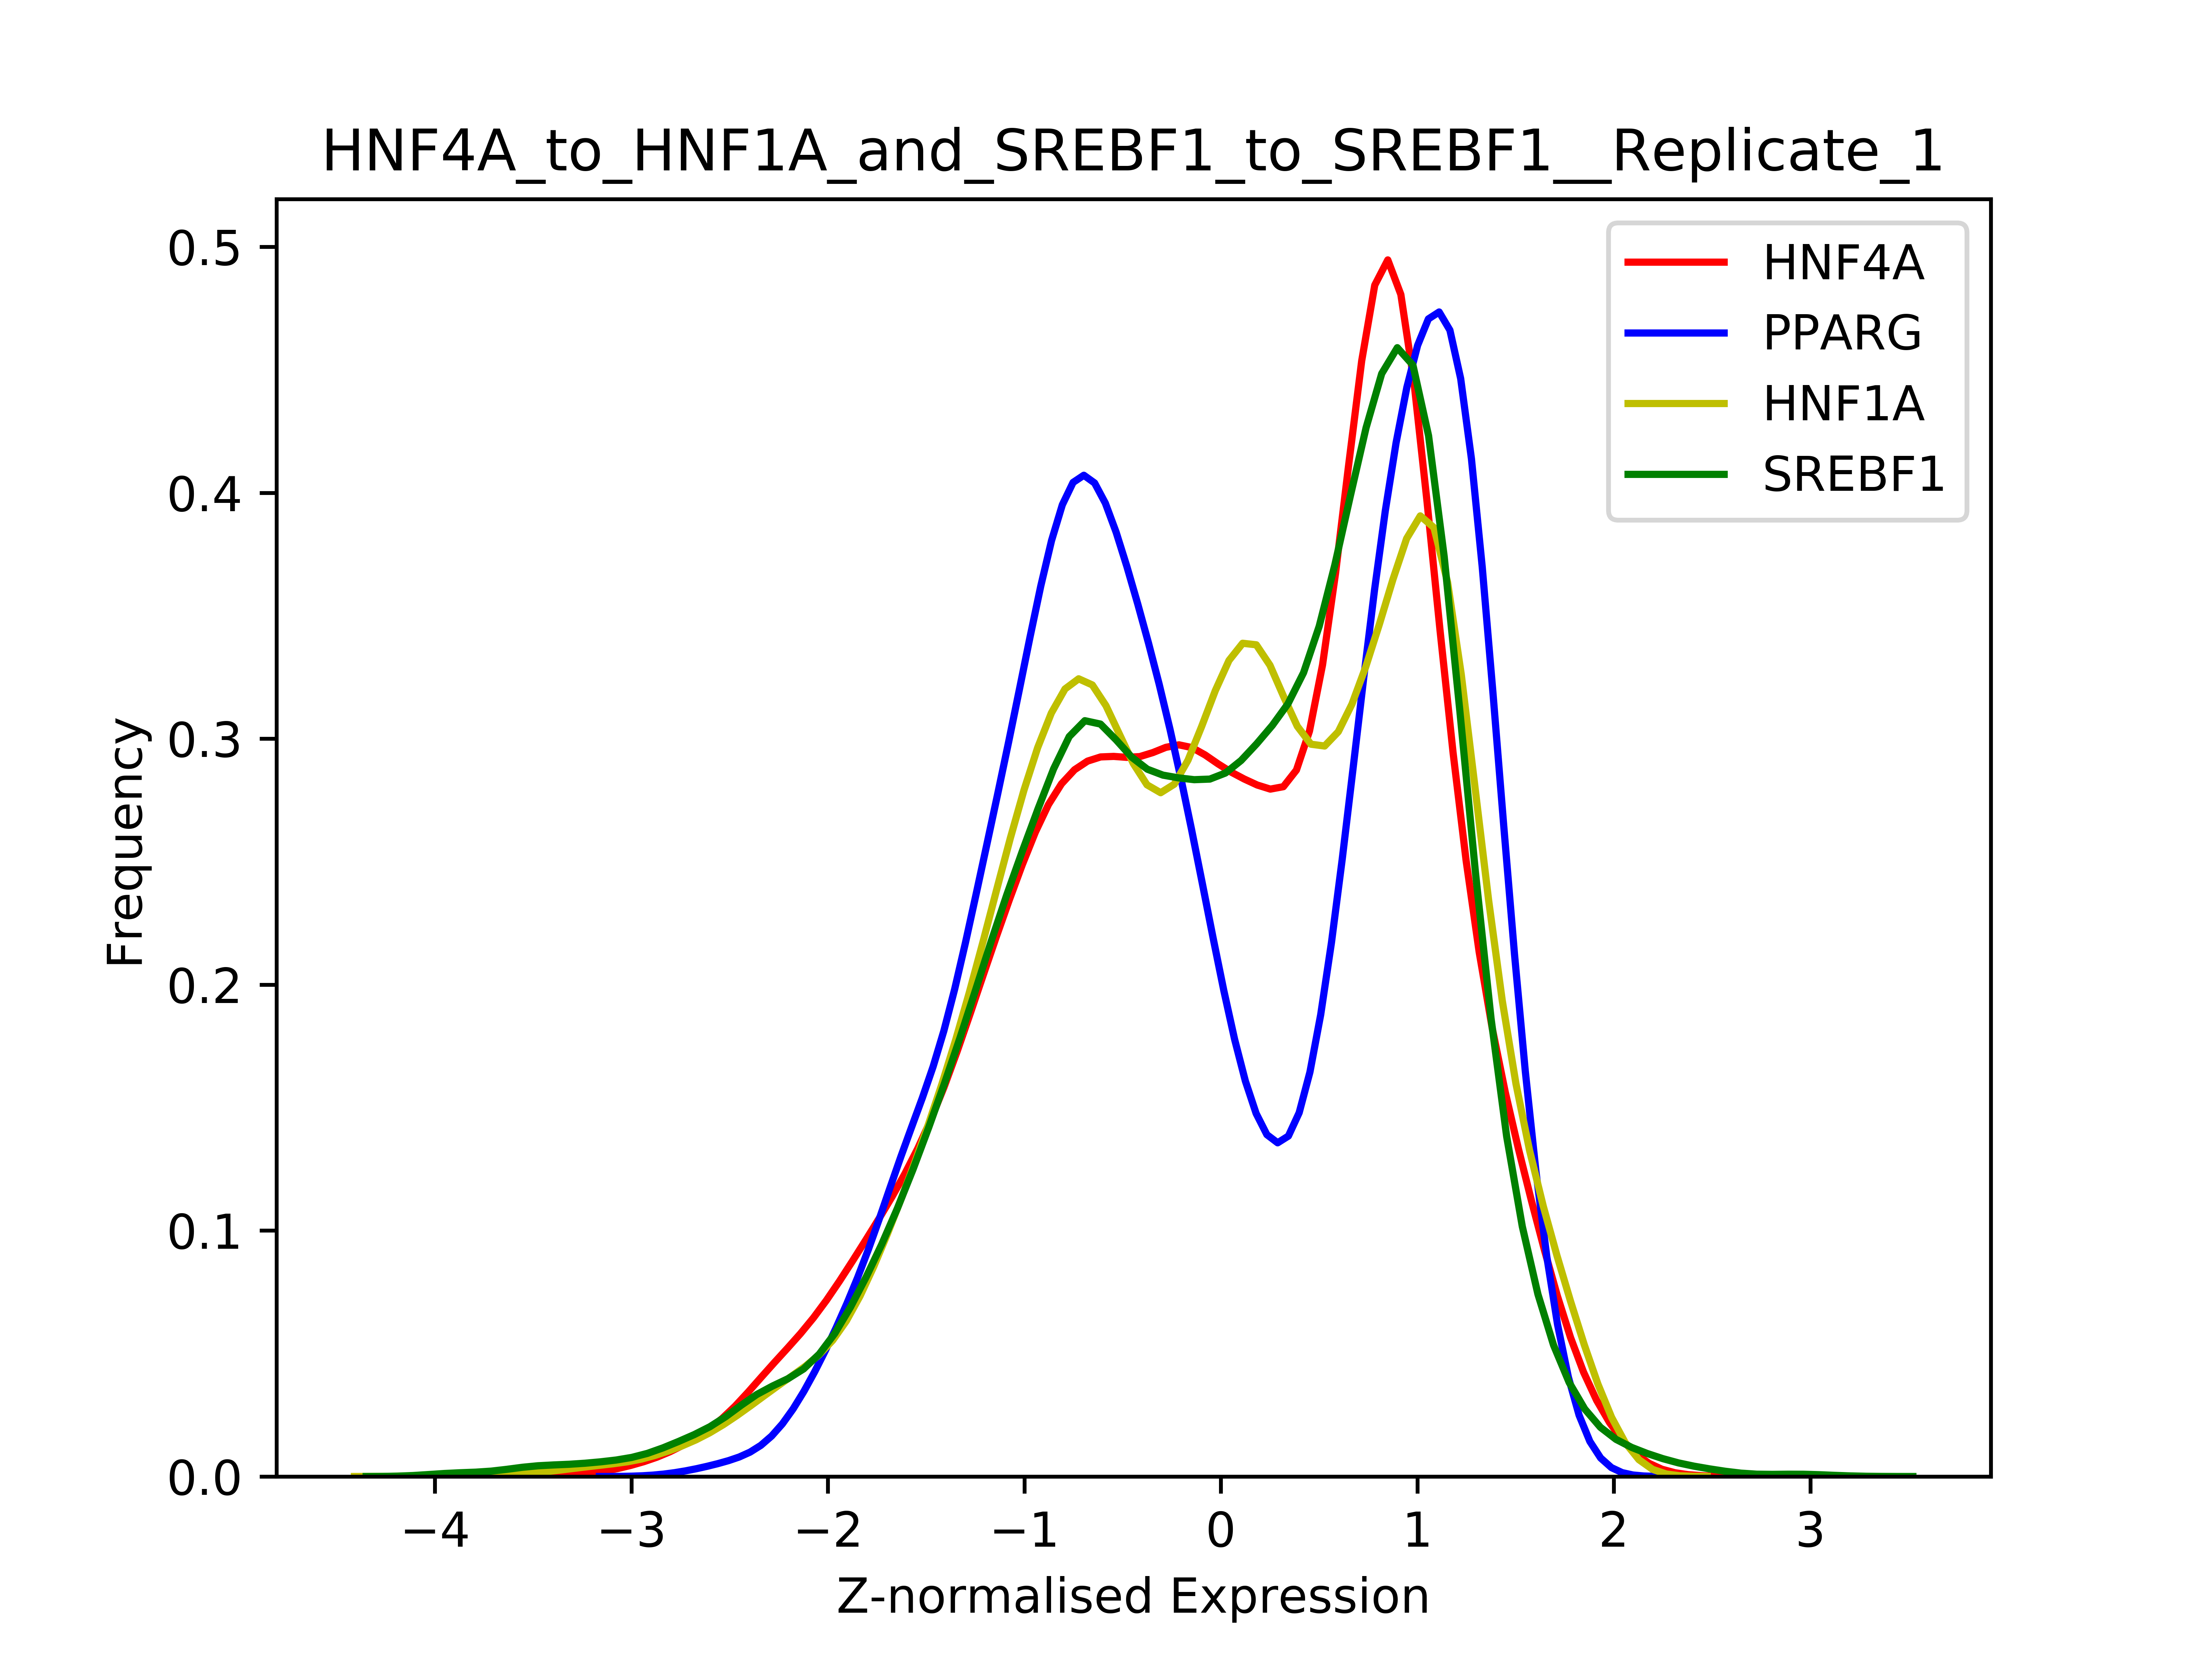 HNF4A_to_HNF1A_and_SREBF1_to_SREBF1__Replicate_1
0.5
0.4
0.3
0.2
0.1
0.0
Frequency
HNF4A
PPARG
HNF1A
SREBF1
−4 −3 −2 −1 0 1 2 3
Z-normalised Expression